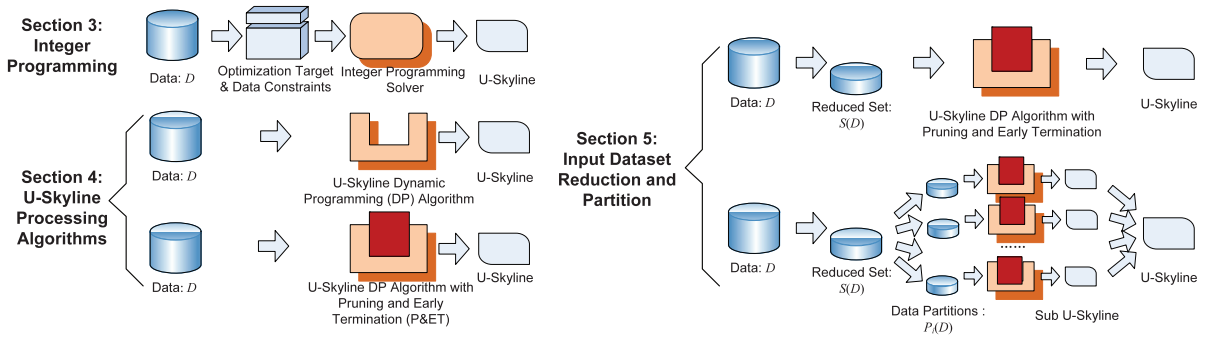 Section 3:
Integer
Programming
Data: D
Optimization Target
& Data Constraints
Integer Programming
Solver
U-Skyline
Section 4:
U-Skyline
Processing
Algorithms
Data: D
U-Skyline Dynamic
Programming (DP) Algorithm
U-Skyline
Data: D
U-Skyline DP Algorithm with
Pruning and Early
Termination (P&ET)
U-Skyline
Section 5:
Input Dataset
Reduction and
Partition
Data: D
Reduced Set:
S(D)
U-Skyline DP Algorithm with
Pruning and Early Termination
U-Skyline
Data: D
Reduced Set:
S(D)
......
Data Partitions :
Pi(D)
Sub U-Skyline
U-Skyline